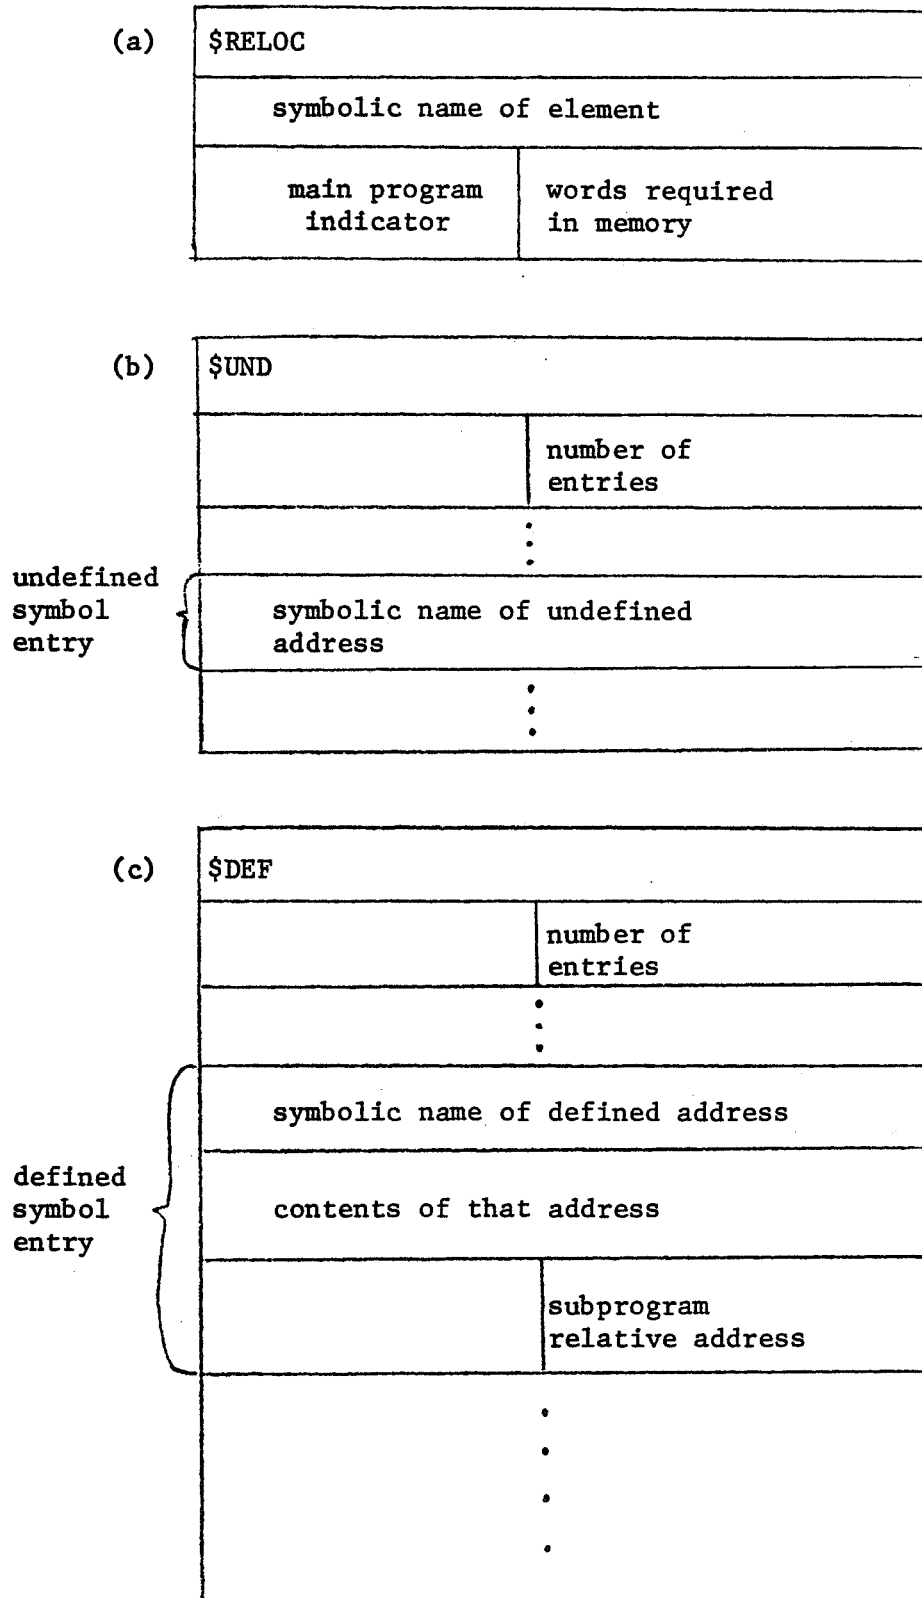 (a)
$RELOC
symbolic name of element
main program
indicator
words required
in memory
(b)
$UND
number of
entries
undefined
symbol
entry
symbolic name of undefined
address
(c)
$DEF
number of
entries
defined
symbol
entry
symbolic name of defined address
contents of that address
subprogram
relative address